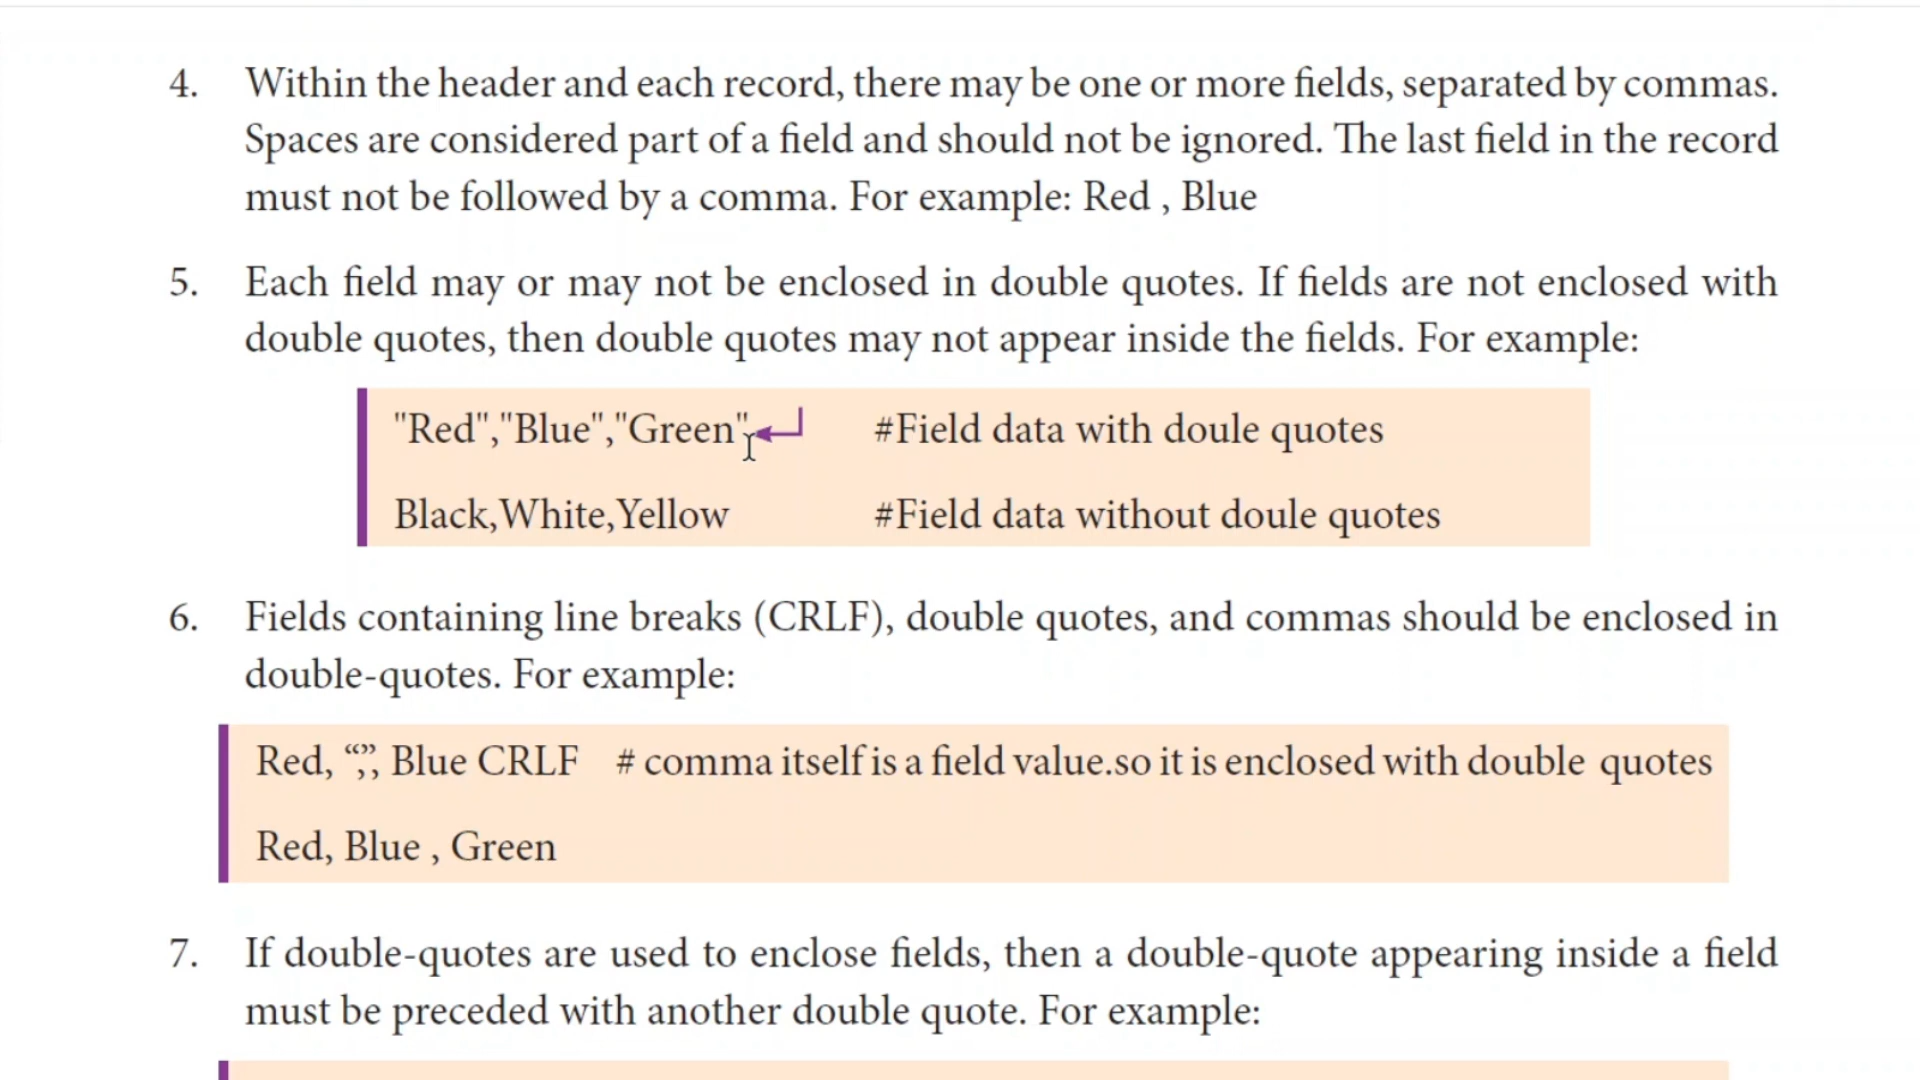 4. Within the header and each record, there may be one or more fields, separated by commas.
Spaces are considered part of a field and should not be ignored. The last field in the record
must not be followed by a comma. For example: Red , Blue
5. Each field may or may not be enclosed in double quotes. If fields are not enclosed with
double quotes, then double quotes may not appear inside the fields. For example:
"Red","Blue","Green" #Field data with doule quotes
Black,White,Yellow #Field data without doule quotes
6. Fields containing line breaks (CRLF), double quotes, and commas should be enclosed in
double-quotes. For example:
Red, “,”, Blue CRLF # comma itself is a field value.so it is enclosed with double quotes
Red, Blue , Green
7. If double-quotes are used to enclose fields, then a double-quote appearing inside a field
must be preceded with another double quote. For example: